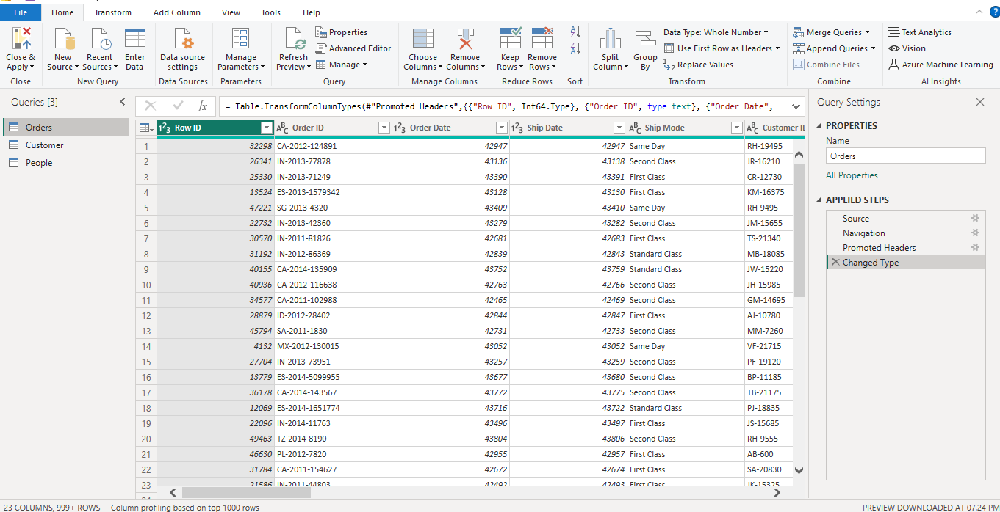 File Home Transform Add Column View Tools Help
Close & Apply
New Source
Recent Sources
Enter Data
Data source settings
Manage Parameters
Refresh Preview
Properties
Advanced Editor
Manage
Choose Columns
Remove Columns
Keep Rows
Remove Rows
Split Column
Group By
Data Type: Whole Number
Use First Row as Headers
Replace Values
Merge Queries
Append Queries
Combine Files
Text Analytics
Vision
Azure Machine Learning
Close New Query Data Sources Parameters Query Manage Columns Reduce Rows Sort Transform Combine AI Insights
Queries [3]
Orders
Customer
People
fx = Table.TransformColumnTypes(#"Promoted Headers",{{"Row ID", Int64.Type}, {"Order ID", type text}, {"Order Date",
Row ID Order ID Order Date Ship Date Ship Mode Customer ID
1 32298 CA-2012-124891 42947 42947 Same Day RH-19495
2 26341 IN-2013-77878 43136 43138 Second Class JR-16210
3 25330 IN-2013-71249 43390 43391 First Class CR-12730
4 13524 ES-2013-1579342 43128 43130 First Class KM-16375
5 47221 SG-2013-4320 43409 43410 Same Day RH-9495
6 22732 IN-2013-42360 43279 43282 Second Class JM-15655
7 30570 IN-2011-81826 42681 42683 First Class TS-21340
8 31192 IN-2012-86369 42839 42843 Standard Class MB-18085
9 40155 CA-2014-135909 43752 43759 Standard Class JW-15220
10 40936 CA-2012-116638 42763 42766 Second Class JH-15985
11 34577 CA-2011-102988 42465 42469 Second Class GM-14695
12 28879 ID-2012-28402 42844 42847 First Class AJ-10780
13 45794 SA-2011-1830 42731 42733 Second Class MM-7260
14 4132 MX-2012-130015 43052 43052 Same Day VF-21715
15 27704 IN-2013-73951 43257 43259 Second Class PF-19120
16 13779 ES-2014-5099955 43677 43680 Second Class BP-11185
17 36178 CA-2014-143567 43772 43775 Second Class TB-21175
18 12069 ES-2014-1651774 43716 43722 Standard Class PJ-18835
19 22096 IN-2014-11763 43496 43497 First Class JS-15685
20 49463 TZ-2014-8190 43804 43806 Second Class RH-9555
21 46630 PL-2012-7820 42955 42957 First Class AB-600
22 31784 CA-2011-154627 42672 42674 First Class SA-20830
23 21586 IN-2011-44803 42492 42493 First Class JK-15325
Query Settings
PROPERTIES
Name
Orders
All Properties
APPLIED STEPS
Source
Navigation
Promoted Headers
Changed Type
23 COLUMNS, 999+ ROWS Column profiling based on top 1000 rows
PREVIEW DOWNLOADED AT 07.24 PM